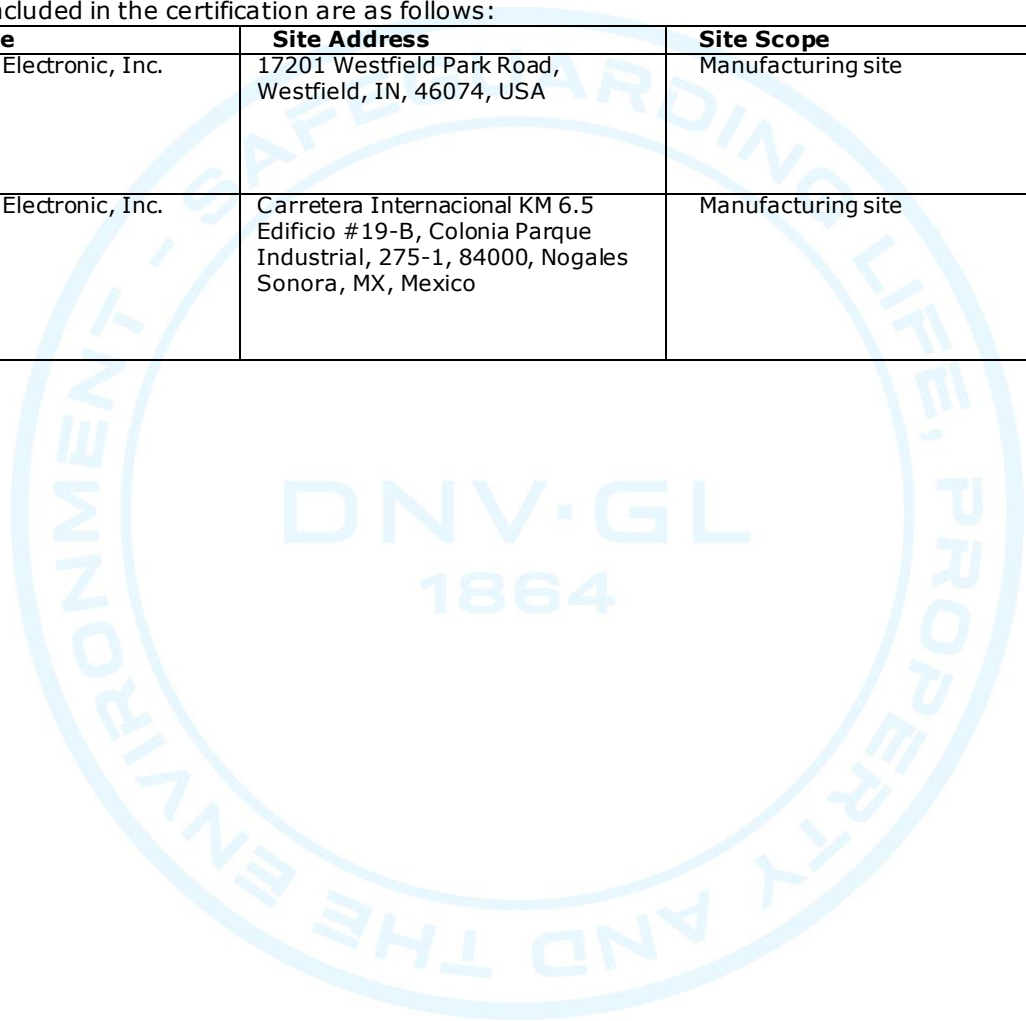 cluded in the certification are as follows:
e Site Address Site Scope
Electronic, Inc. 17201 Westfield Park Road, Manufacturing site
Westfield, IN, 46074, USA
Electronic, Inc. Carretera Internacional KM 6.5 Manufacturing site
Edificio #19-B, Colonia Parque
Industrial, 275-1, 84000, Nogales
Sonora, MX, Mexico
SAFEGUARDING LIFE, PROPERTY AND THE ENVIRONMENT -
DNV·GL
1864